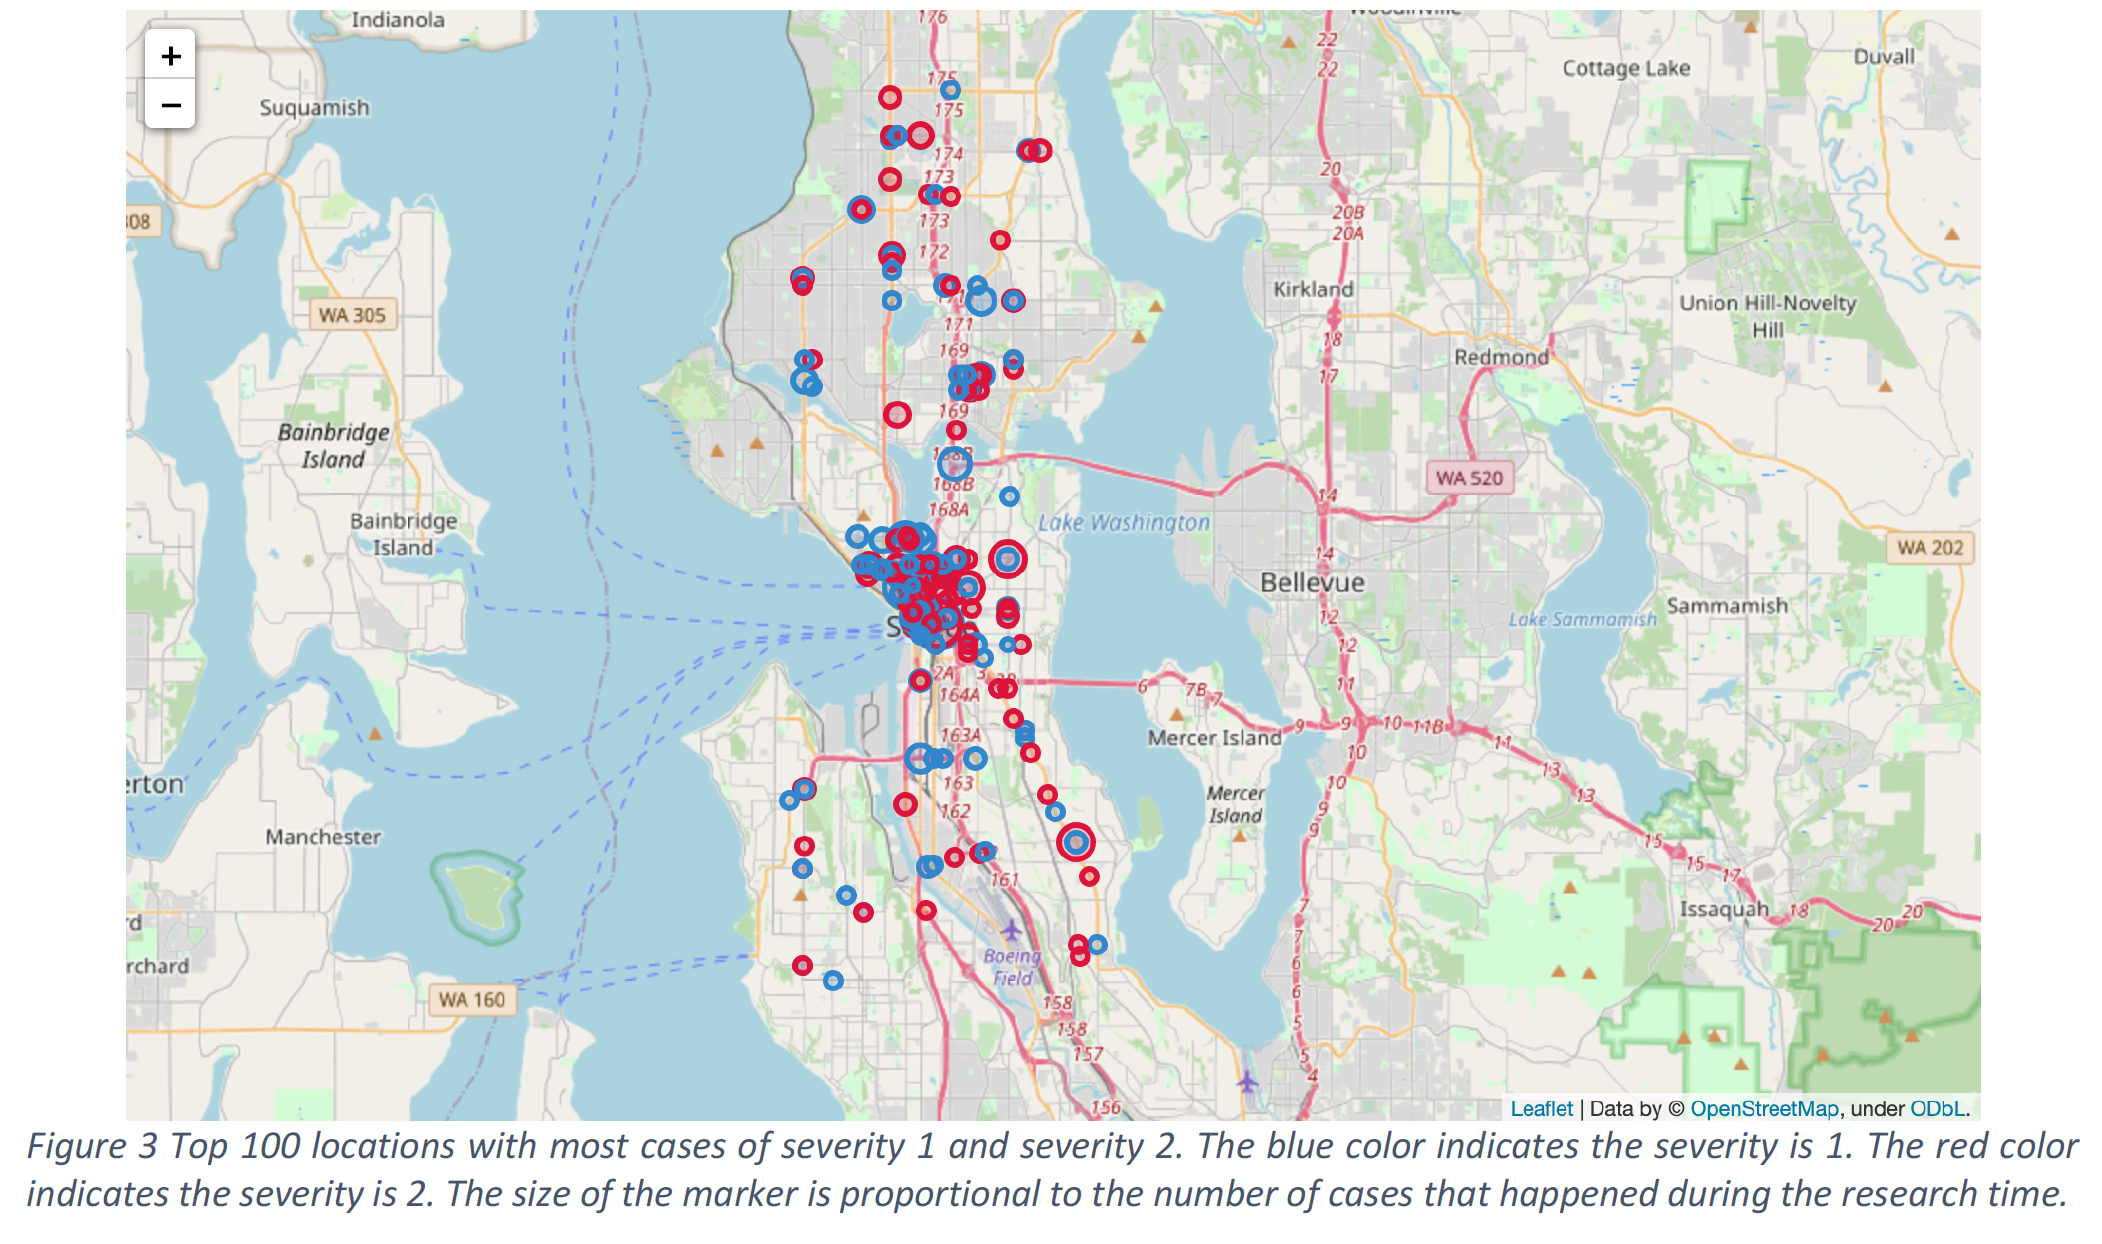 Indianola
176
Woodinville
22
22
Cottage Lake
Duvall
+
−
Suquamish
175
175
174
173
173
172
20
20B
20A
308
WA 305
Kirkland
Union Hill-Novelty
Hill
171
171
169
18
17
Redmond
169
Bainbridge
Island
168B
168B
168A
WA 520
14
14
Bainbridge
Island
Lake Washington
WA 202
Bellevue
Sammamish
Lake Sammamish
12
12
11
2A
3
164A
6
7B
7
163A
9
9
10
11B
11
10
Mercer Island
13
13
erton
163
162
10
9
9
Mercer
Island
Manchester
15
15
17
161
7
7
6
6
5
5
4
Issaquah
18
20
20
rd
rchard
Boeing
Field
WA 160
158
158
157
156
Leaflet | Data by © OpenStreetMap, under ODbL.
Figure 3 Top 100 locations with most cases of severity 1 and severity 2. The blue color indicates the severity is 1. The red color
indicates the severity is 2. The size of the marker is proportional to the number of cases that happened during the research time.